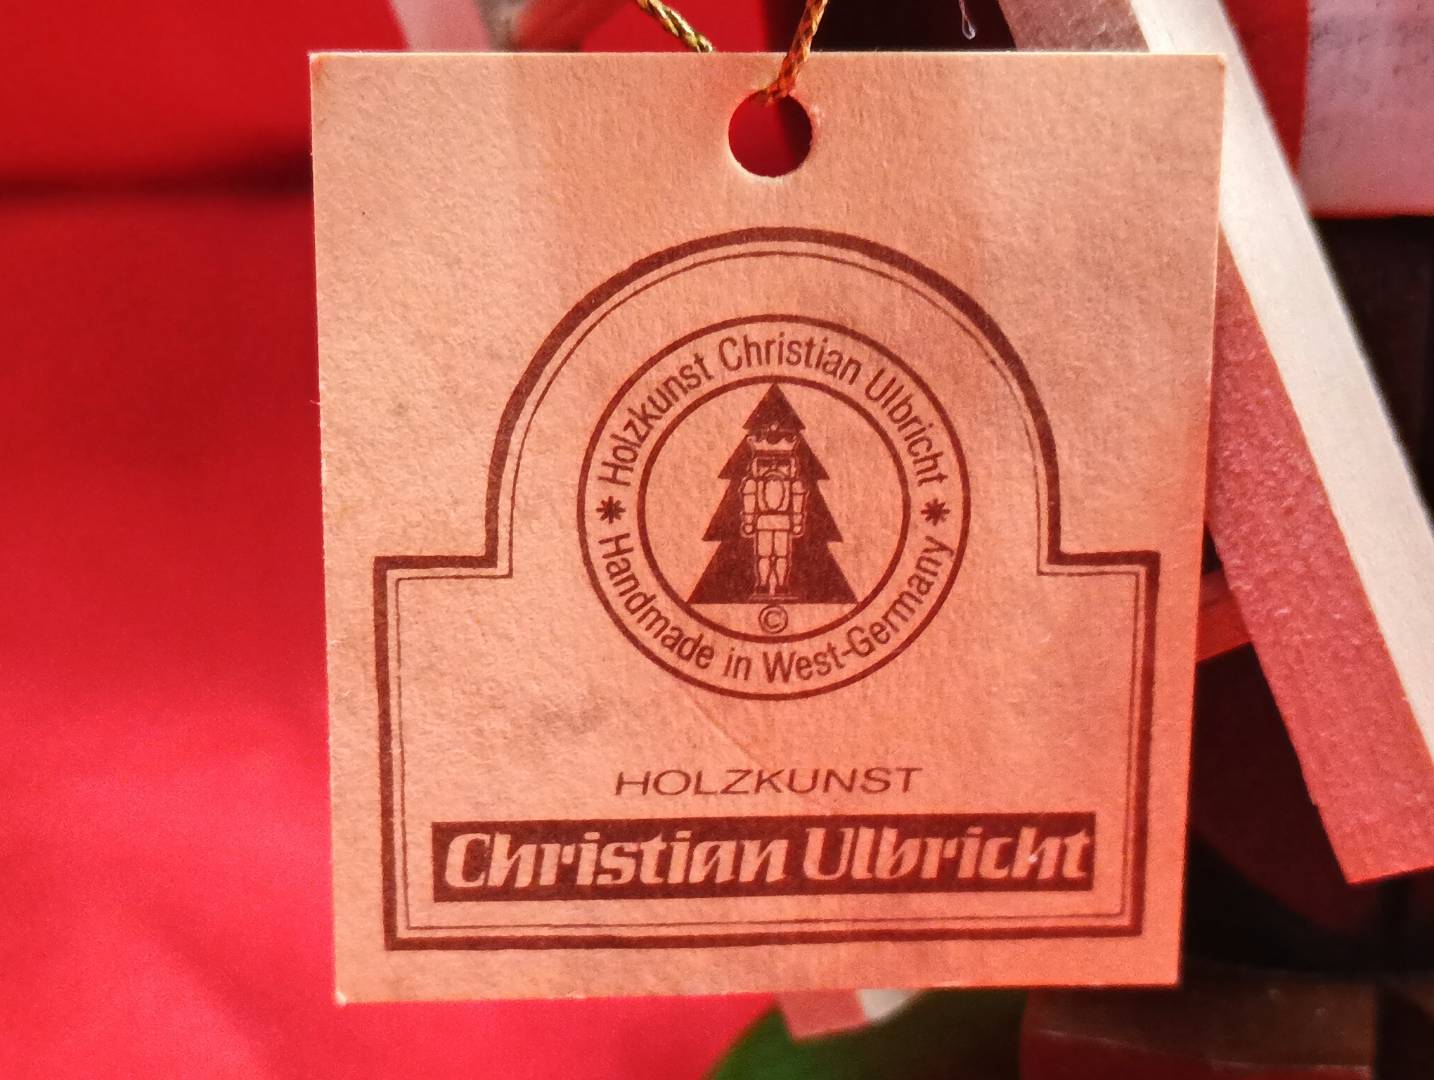 * Holzkunst Christian Ulbricht *
Handmade in West-Germany
©
HOLZKUNST
Christian Ulbricht